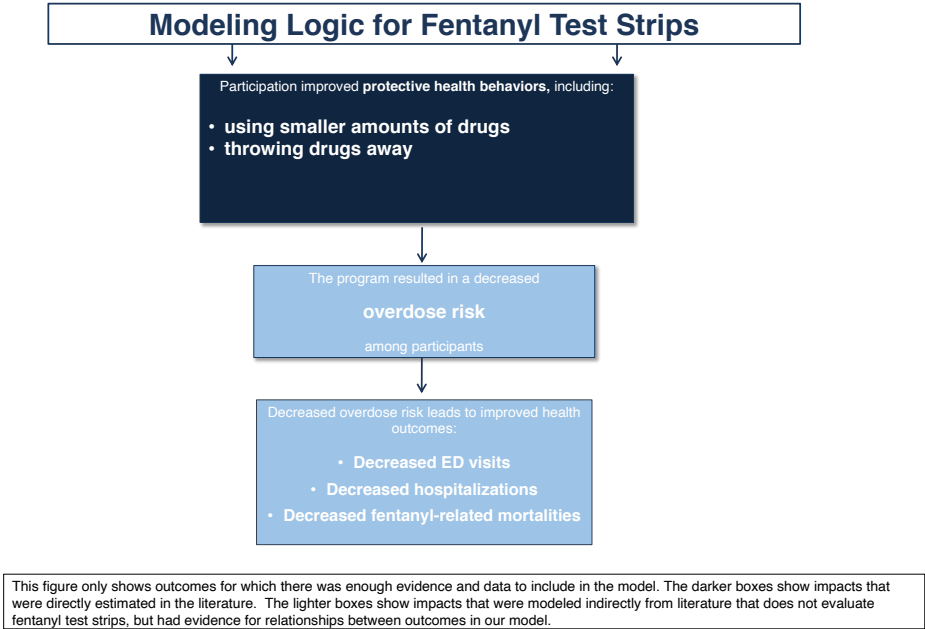 Modeling Logic for Fentanyl Test Strips
Participation improved protective health behaviors, including:
• using smaller amounts of drugs
• throwing drugs away
The program resulted in a decreased
overdose risk
among participants
Decreased overdose risk leads to improved health
outcomes:
• Decreased ED visits
• Decreased hospitalizations
• Decreased fentanyl-related mortalities
This figure only shows outcomes for which there was enough evidence and data to include in the model. The darker boxes show impacts that
were directly estimated in the literature.  The lighter boxes show impacts that were modeled indirectly from literature that does not evaluate
fentanyl test strips, but had evidence for relationships between outcomes in our model.